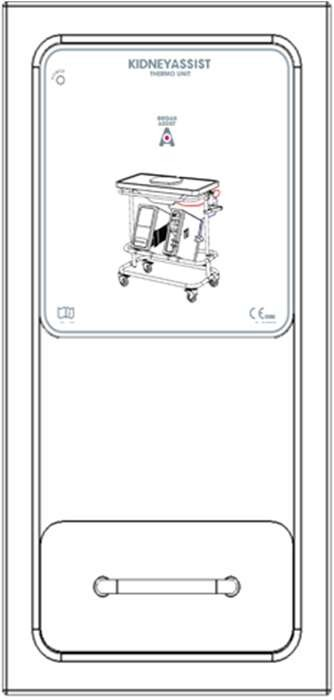 KIDNEYASSIST
THERMO UNIT
ORGAN
ASSIST
CE